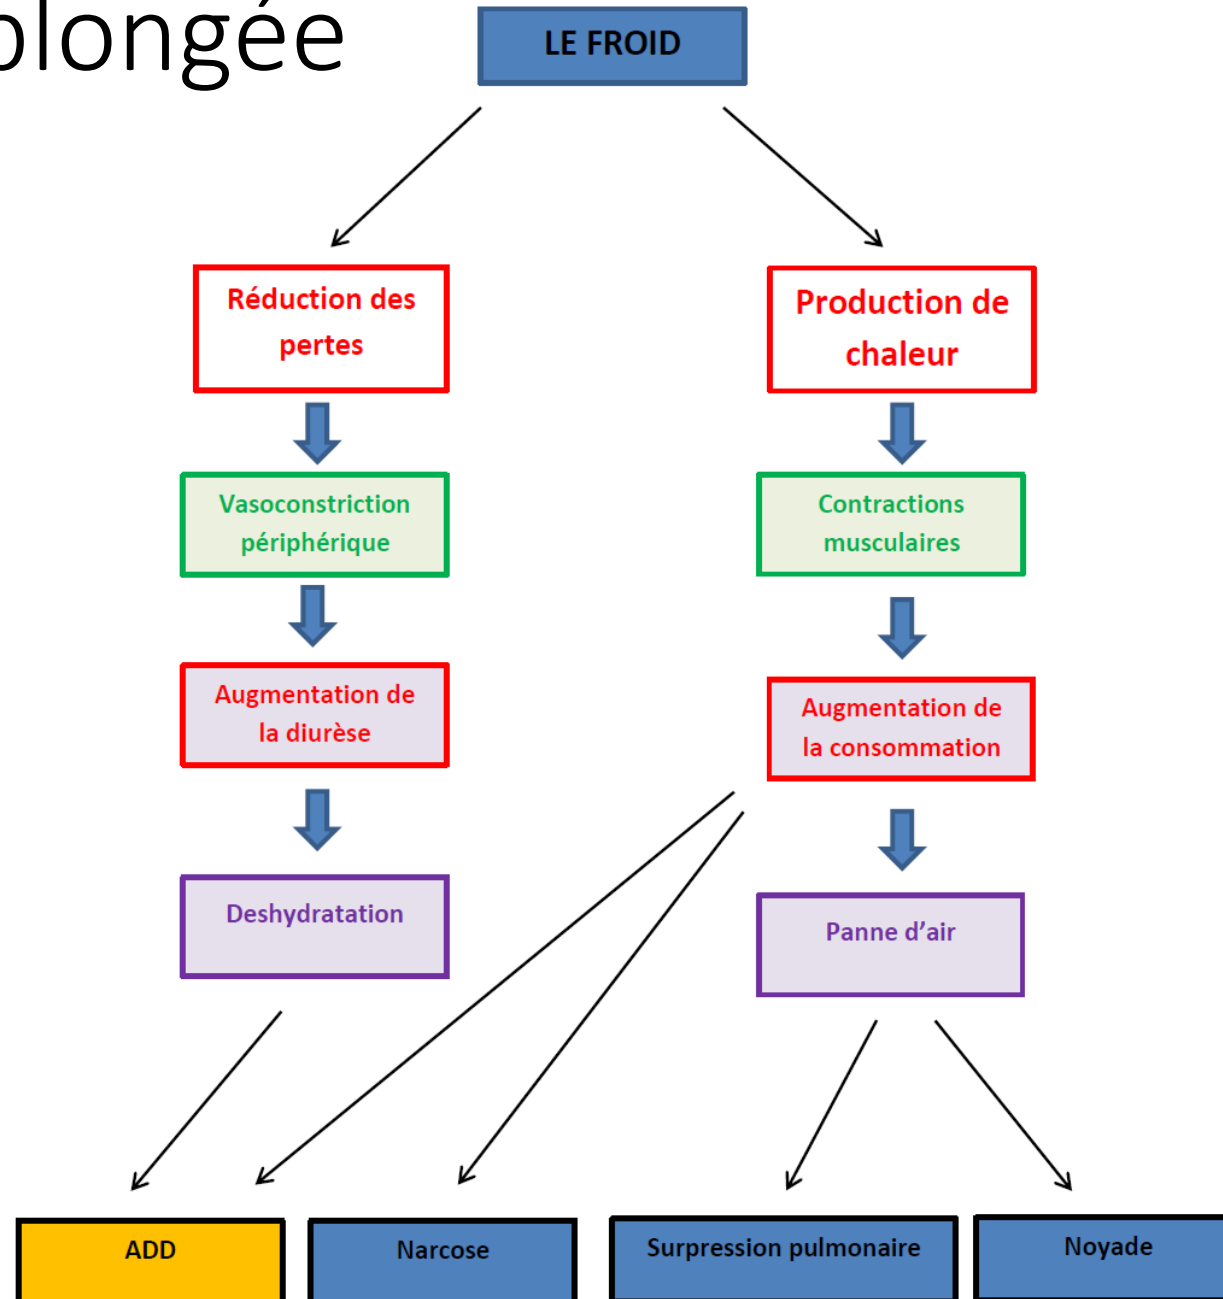 plongée
LE FROID
Réduction des
pertes
Production de
chaleur
Vasoconstriction
périphérique
Contractions
musculaires
Augmentation de
la diurèse
Augmentation de
la consommation
Deshydratation
Panne d’air
ADD
Narcose
Surpression pulmonaire
Noyade